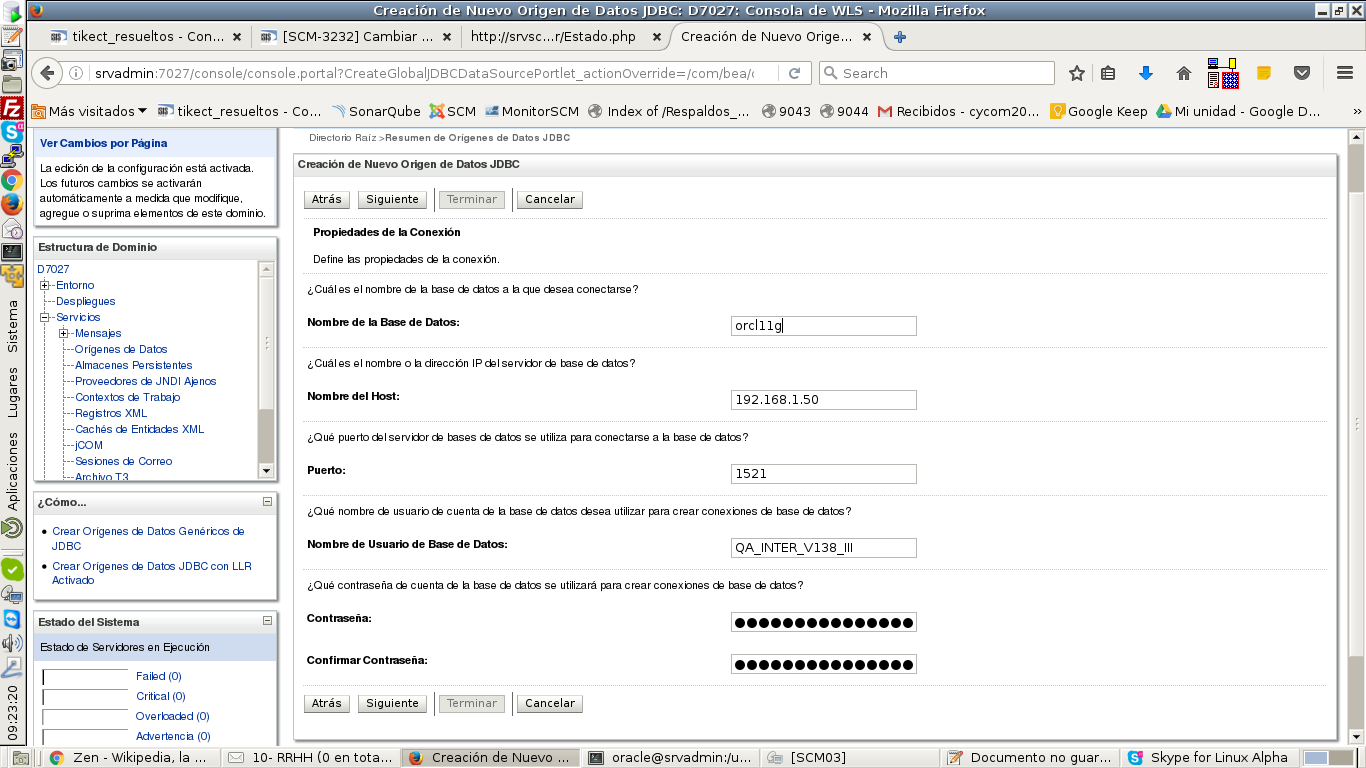 Creación de Nuevo Origen de Datos JDBC: D7027: Consola de WLS - Mozilla Firefox
tikect_resueltos - Con...
[SCM-3232] Cambiar ...
http://srvsc...r/Estado.php
Creación de Nuevo Orige...
srvadmin:7027/console/console.portal?CreateGlobalJDBCDataSourcePortlet_actionOverride=/com/bea/c
Search
Más visitados
tikect_resueltos - Co...
SonarQube
SCM
MonitorSCM
Index of /Respaldos_...
9043
9044
Recibidos - cycom20...
Google Keep
Mi unidad - Google D...
Sistema
Lugares
Aplicaciones
09:23:20
Ver Cambios por Página
La edición de la configuración está activada.
Los futuros cambios se activarán
automáticamente a medida que modifique,
agregue o suprima elementos de este dominio.
Estructura de Dominio
D7027
Entorno
Despliegues
Servicios
Mensajes
Orígenes de Datos
Almacenes Persistentes
Proveedores de JNDI Ajenos
Contextos de Trabajo
Registros XML
Cachés de Entidades XML
jCOM
Sesiones de Correo
Archivo T3
¿Cómo...
Crear Orígenes de Datos Genéricos de
JDBC
Crear Orígenes de Datos JDBC con LLR
Activado
Estado del Sistema
Estado de Servidores en Ejecución
Failed (0)
Critical (0)
Overloaded (0)
Advertencia (0)
Directorio Raíz >Resumen de Orígenes de Datos JDBC
Creación de Nuevo Origen de Datos JDBC
Atrás Siguiente Terminar Cancelar
Propiedades de la Conexión
Define las propiedades de la conexión.
¿Cuál es el nombre de la base de datos a la que desea conectarse?
Nombre de la Base de Datos: orcl11g
¿Cuál es el nombre o la dirección IP del servidor de base de datos?
Nombre del Host: 192.168.1.50
¿Qué puerto del servidor de bases de datos se utiliza para conectarse a la base de datos?
Puerto: 1521
¿Qué nombre de usuario de cuenta de la base de datos desea utilizar para crear conexiones de base de datos?
Nombre de Usuario de Base de Datos: QA_INTER_V138_III
¿Qué contraseña de cuenta de la base de datos se utilizará para crear conexiones de base de datos?
Contraseña: ●●●●●●●●●●●●●●●
Confirmar Contraseña: ●●●●●●●●●●●●●●●
Atrás Siguiente Terminar Cancelar
Zen - Wikipedia, la ...
10- RRHH (0 en tota...
Creación de Nuevo ...
oracle@srvadmin:/u...
[SCM03]
Documento no guar...
Skype for Linux Alpha